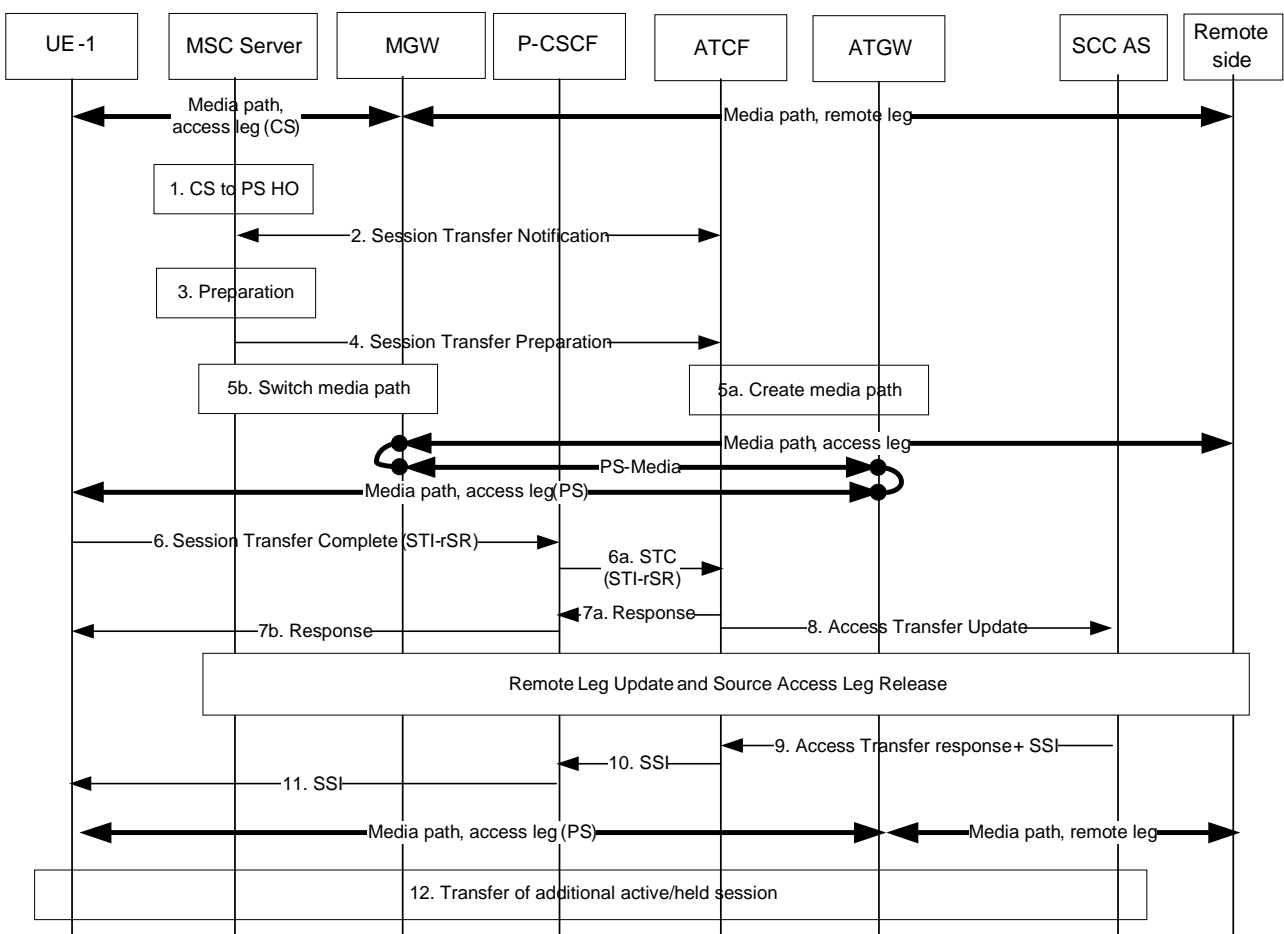 UE-1
MSC Server
MGW
P-CSCF
ATCF
ATGW
SCC AS
Remote
side
Media path,
access leg (CS)
Media path, remote leg
1. CS to PS HO
2. Session Transfer Notification
3. Preparation
4. Session Transfer Preparation
5b. Switch media path
5a. Create media path
Media path, access leg
PS-Media
Media path, access leg(PS)
6. Session Transfer Complete (STI-rSR)
6a. STC
(STI-rSR)
7a. Response
7b. Response
8. Access Transfer Update
Remote Leg Update and Source Access Leg Release
9. Access Transfer response + SSI
10. SSI
11. SSI
Media path, access leg (PS)
Media path, remote leg
12. Transfer of additional active/held session